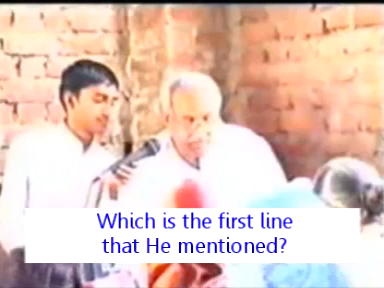 Which is the first line
that He mentioned?